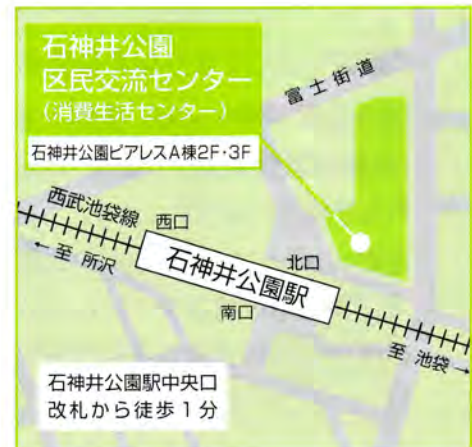 石神井公園
区民交流センター
(消費生活センター)
石神井公園ピアレスA棟2F・3F
富士街道
西武池袋線
西口
← 至 所沢
石神井公園駅
北口
南口
至 池袋 →
石神井公園駅中央口
改札から徒歩1分